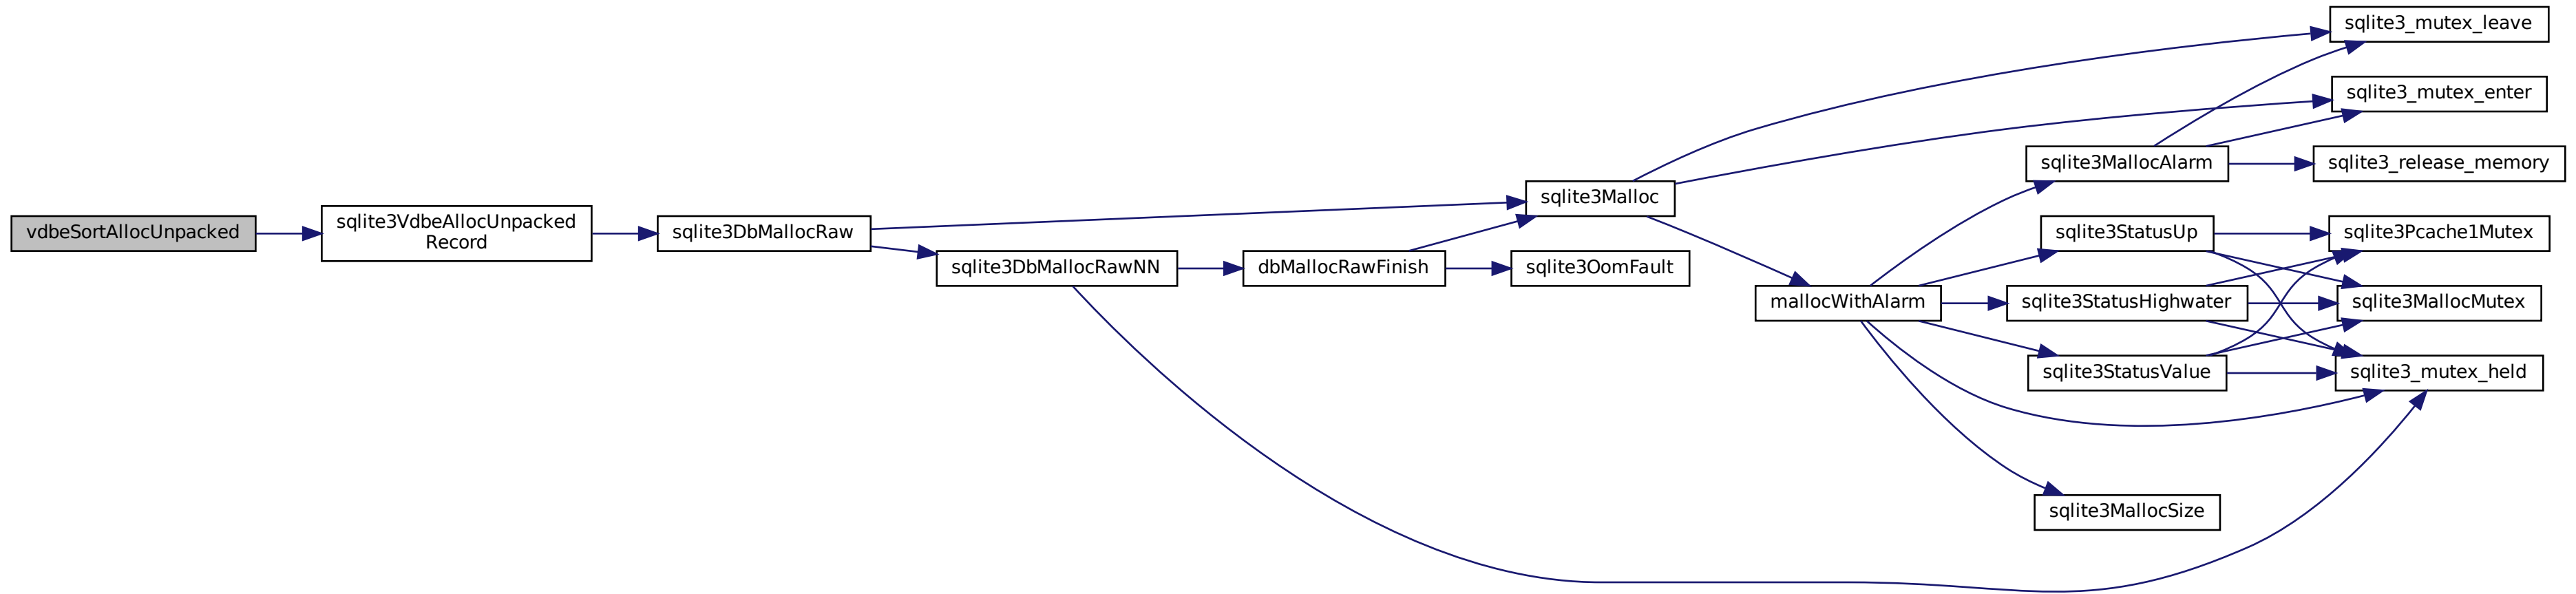 vdbeSortAllocUnpacked
sqlite3VdbeAllocUnpacked
Record
sqlite3DbMallocRaw
sqlite3DbMallocRawNN
dbMallocRawFinish
sqlite3Malloc
sqlite3OomFault
mallocWithAlarm
sqlite3MallocAlarm
sqlite3StatusUp
sqlite3StatusHighwater
sqlite3StatusValue
sqlite3MallocSize
sqlite3_mutex_leave
sqlite3_mutex_enter
sqlite3_release_memory
sqlite3Pcache1Mutex
sqlite3MallocMutex
sqlite3_mutex_held